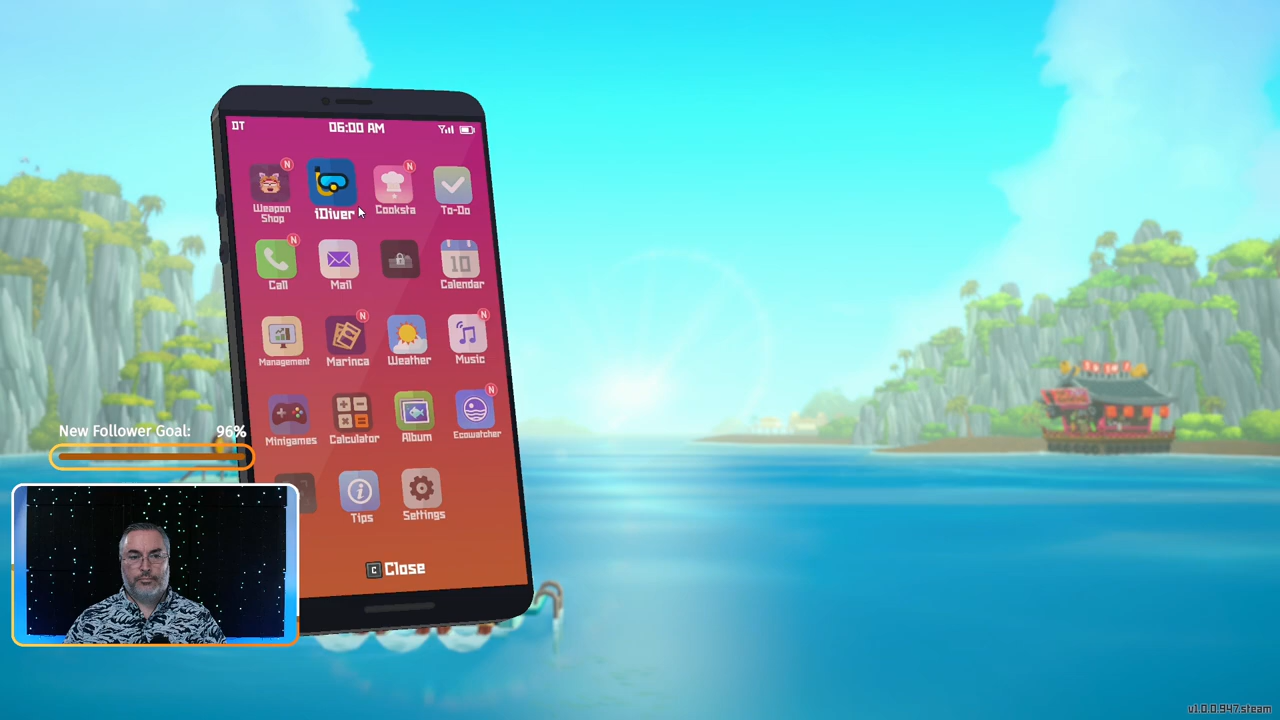 DT
06:00 AM
N
N
Weapon
Shop
iDiver
Cooksta
To-Do
N
10
Call
Mail
Calendar
N
N
Management
Marinca
Weather
Music
N
Minigames
Calculator
Album
Ecowatcher
Tips
Settings
C Close
New Follower Goal: 96%
v1.0.0.947.steam